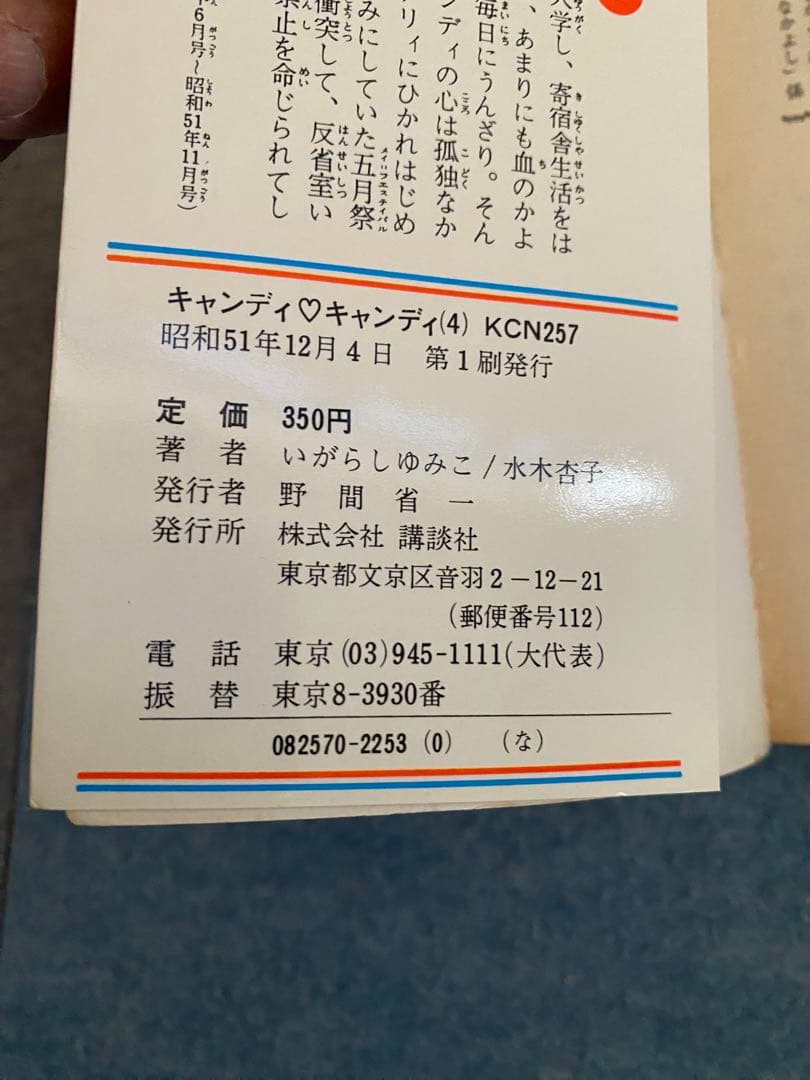 入学し、寄宿舎生活をは
、あまりにも血のかよ
毎日にうんざり。そん
ンディの心は孤独なか
リィにひかれはじめ
みにしていた五月祭
衝突して、反省室い
禁止を命じられてし
6月号〜昭和51年11月号)
キャンディ♡キャンディ(4) KCN257
昭和51年12月4日 第1刷発行
定価 350円
著者 いがらしゆみこ/水木杏子
発行者 野間省一
発行所 株式会社 講談社
東京都文京区音羽2-12-21
(郵便番号112)
電話 東京(03)945-1111(大代表)
振替 東京8-3930番
082570-2253 (0) (な)